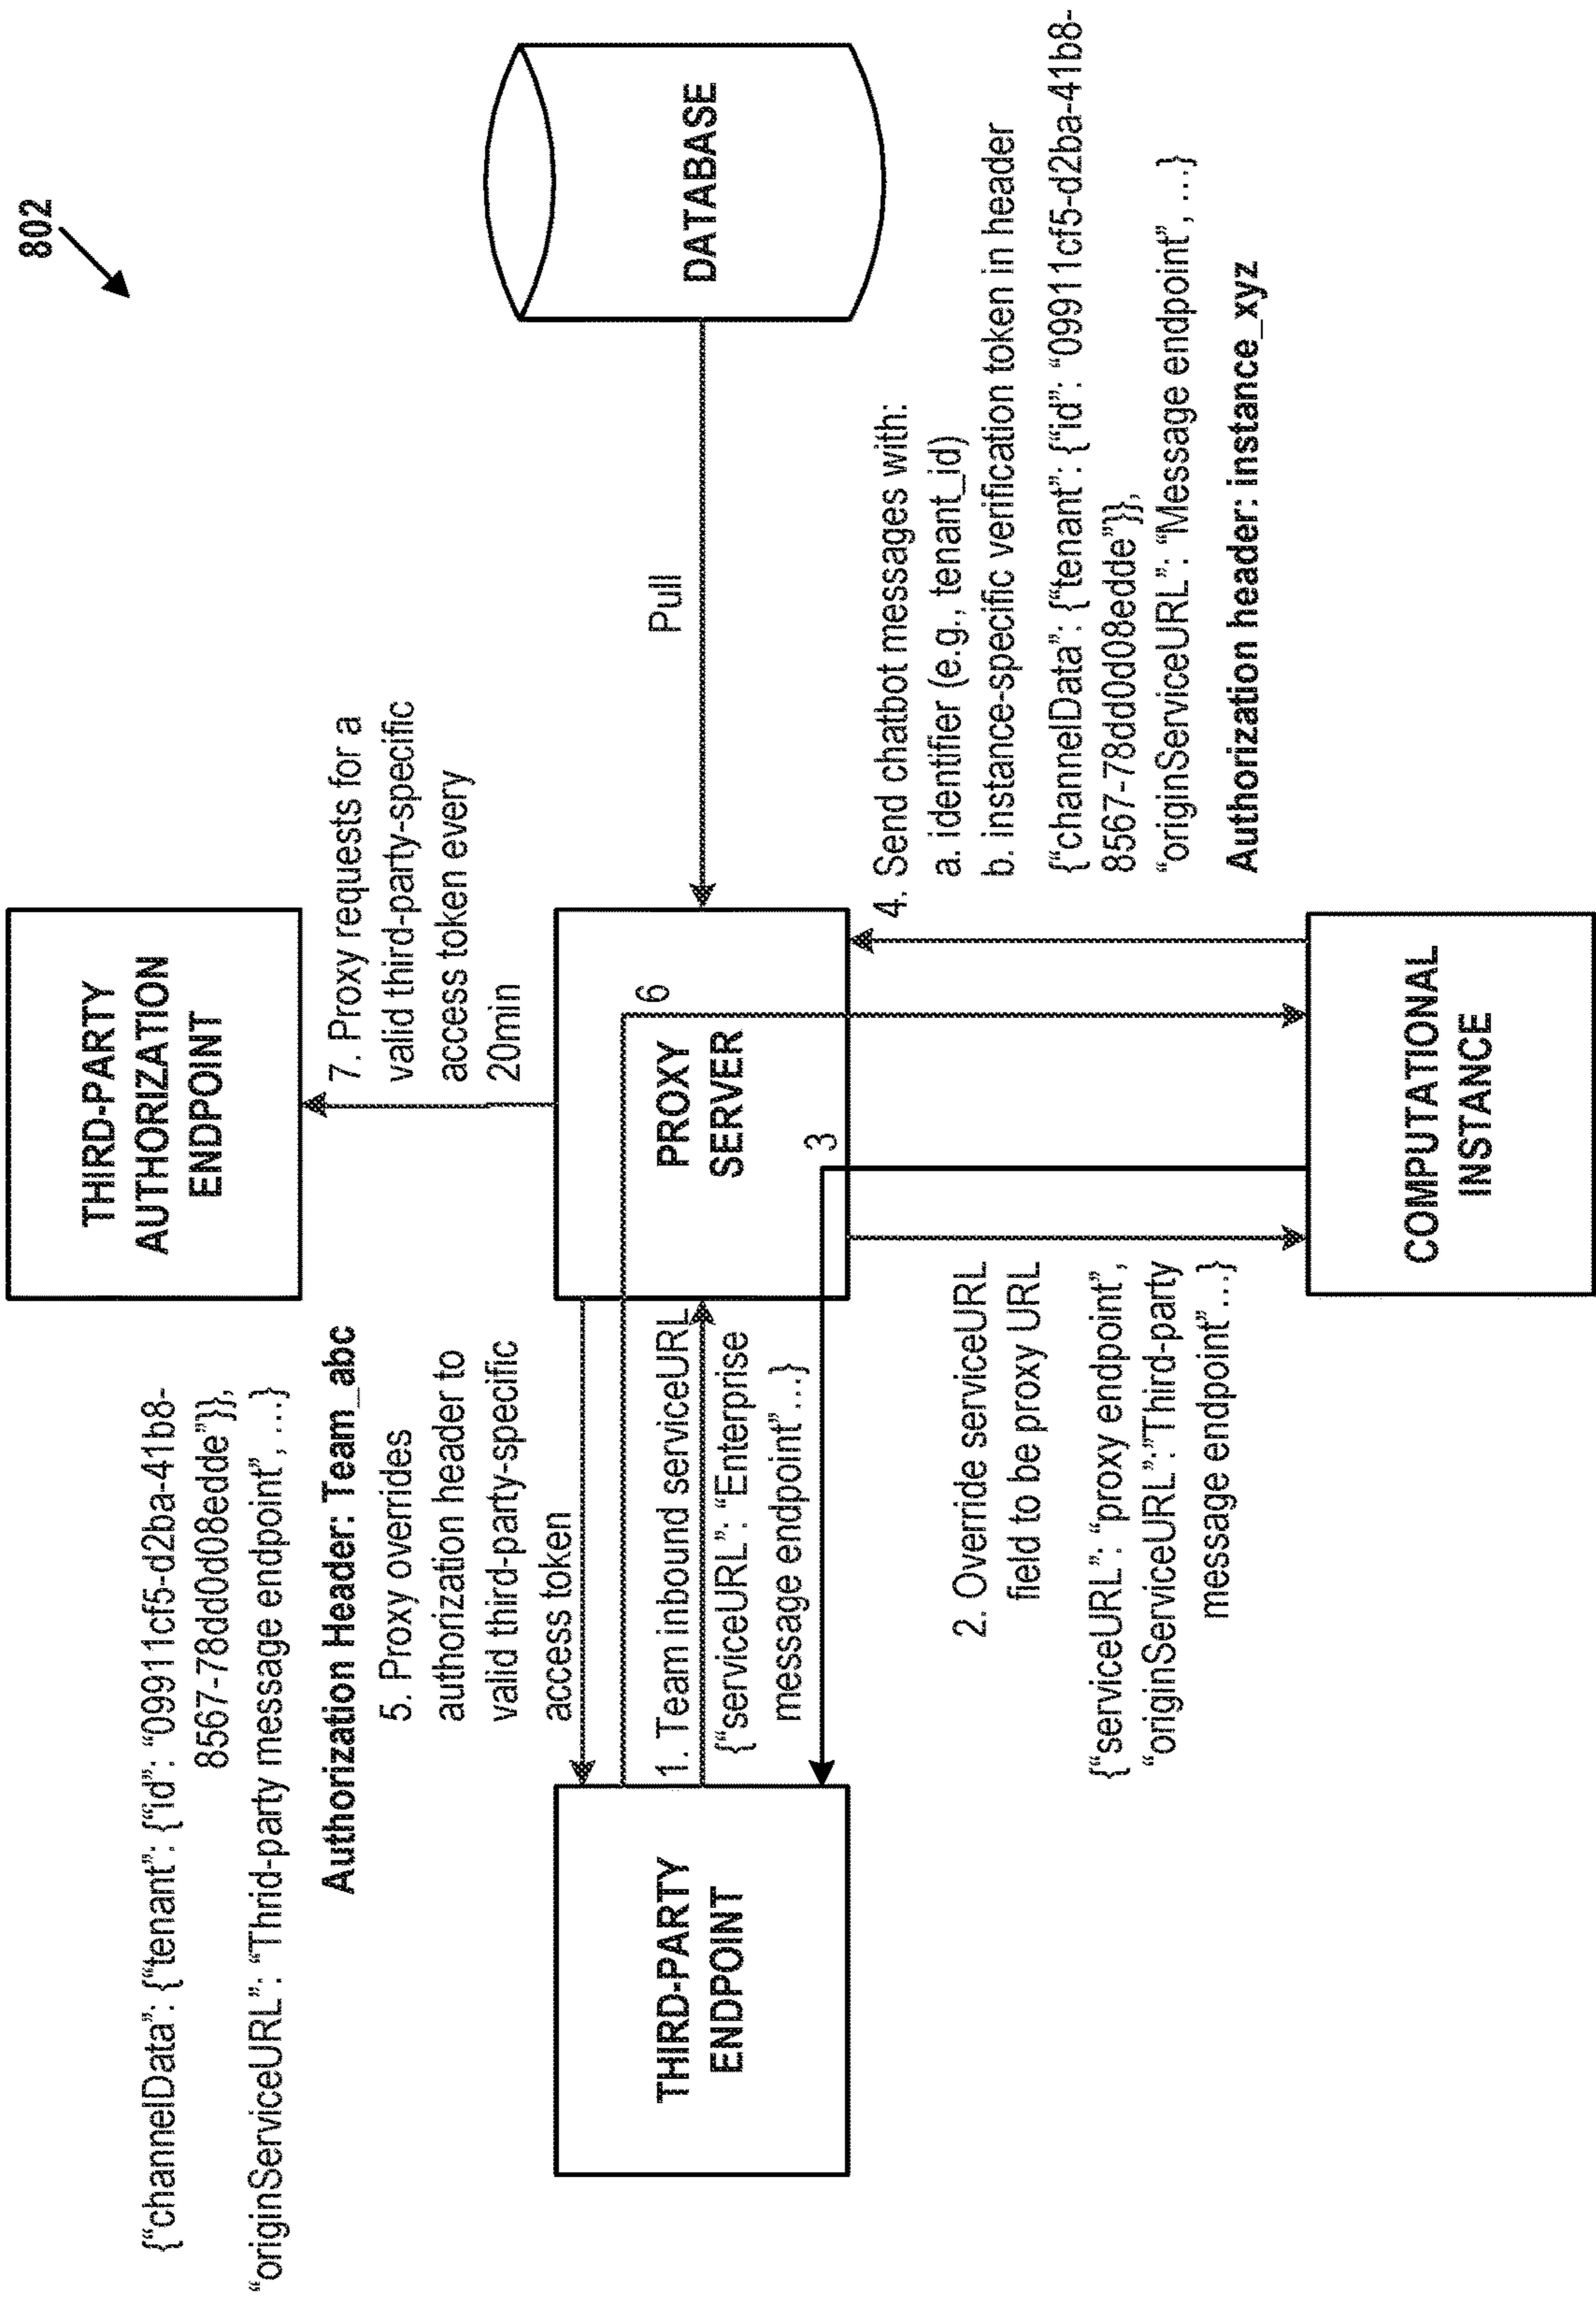 802
{“channelData”: {“tenant”: {“id”: “09911cf5-d2ba-41b8-
8567-78dd0d08edde”}},
“originServiceURL”: “Thrid-party message endpoint”, …}
Authorization Header: Team_abc
5. Proxy overrides
authorization header to
valid third-party-specific
access token
THIRD-PARTY
AUTHORIZATION
ENDPOINT
7. Proxy requests for a
valid third-party-specific
access token every
20min
THIRD-PARTY
ENDPOINT
1. Team inbound serviceURL
{“serviceURL”: “Enterprise
message endpoint”…}
6
PROXY
SERVER
3
Pull
DATABASE
2. Override serviceURL
field to be proxy URL
{“serviceURL”: “proxy endpoint”,
“originServiceURL”:”Third-party
message endpoint”…}
4. Send chatbot messages with:
a. identifier (e.g., tenant_id)
b. instance-specific verification token in header
{“channelData”: {“tenant”: {“id”: “09911cf5-d2ba-41b8-
8567-78dd0d08edde”}},
“originServiceURL”: “Message endpoint”, …}
Authorization header: instance_xyz
COMPUTATIONAL
INSTANCE